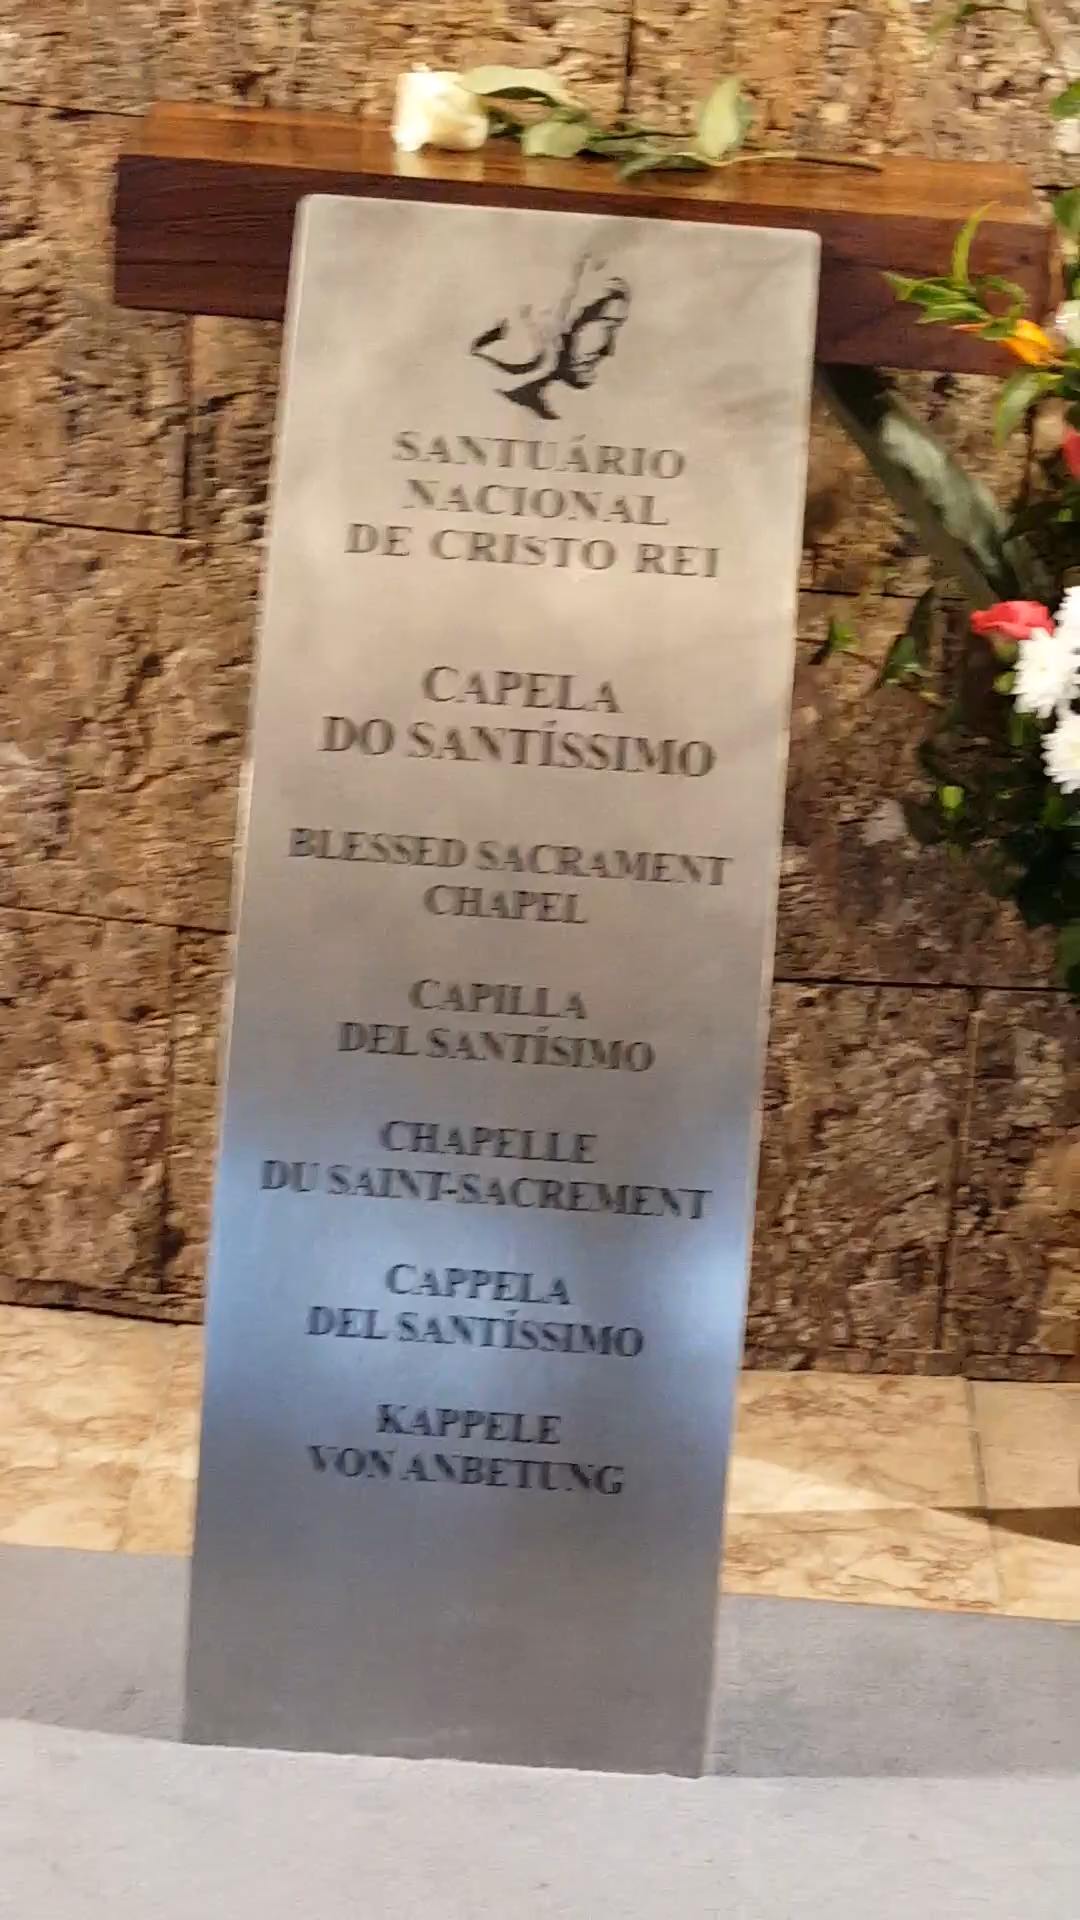 SANTUÁRIO
NACIONAL
DE CRISTO REI
CAPELA
DO SANTÍSSIMO
BLESSED SACRAMENT
CHAPEL
CAPILLA
DEL SANTÍSIMO
CHAPELLE
DU SAINT-SACREMENT
CAPPELA
DEL SANTÍSSIMO
KAPPELE
VON ANBETUNG